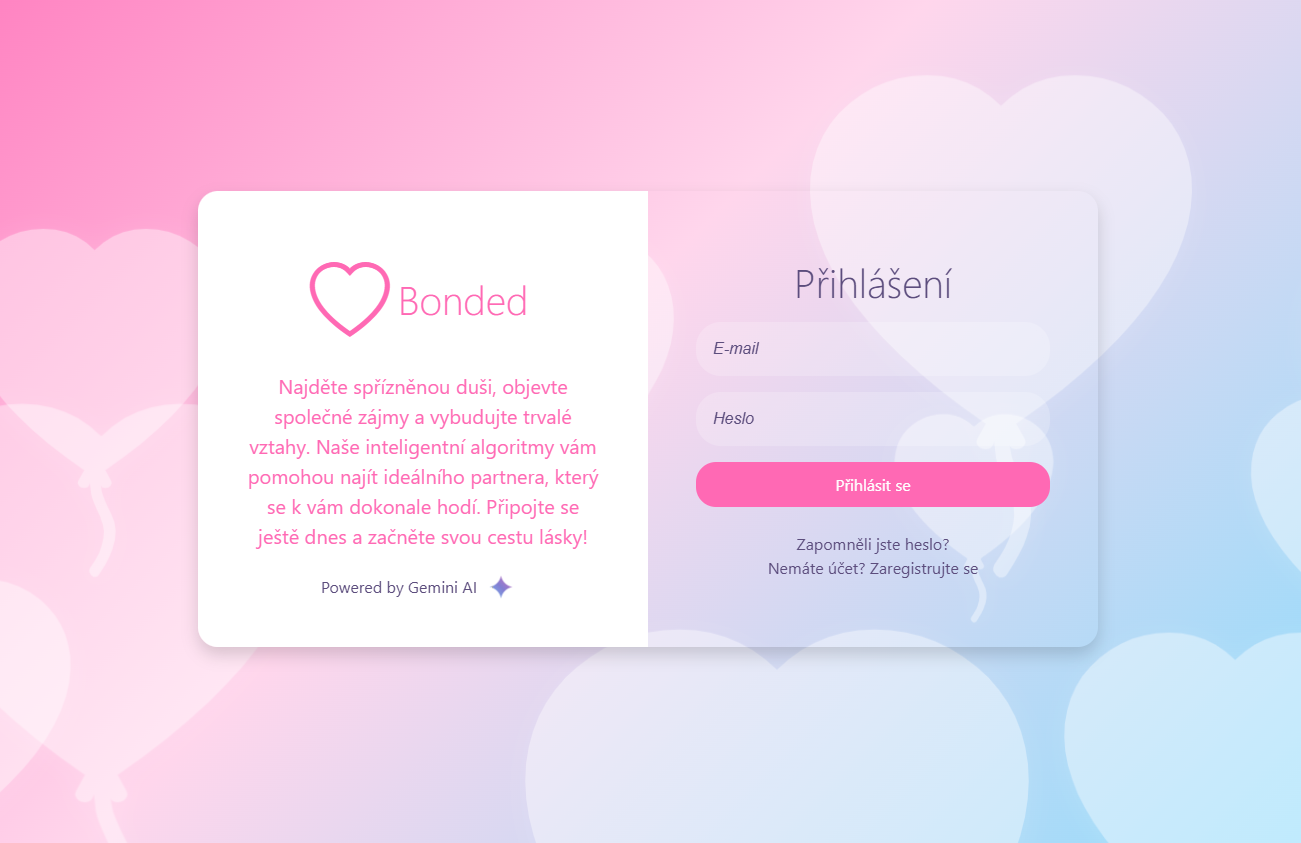 Bonded
Najděte spřízněnou duši, objevte
společné zájmy a vybudujte trvalé
vztahy. Naše inteligentní algoritmy vám
pomohou najít ideálního partnera, který
se k vám dokonale hodí. Připojte se
ještě dnes a začněte svou cestu lásky!
Powered by Gemini AI
Přihlášení
E-mail
Heslo
Přihlásit se
Zapomněli jste heslo?
Nemáte účet? Zaregistrujte se